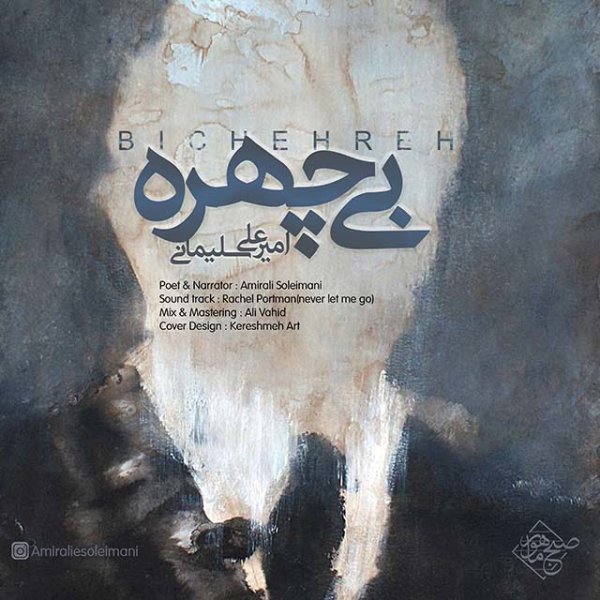 BICHEHREH
بی‌چهره
امیرعلی سلیمانی
Poet & Narrator : Amirali Soleimani
Sound track : Rachel Portman(never let me go)
Mix & Mastering : Ali Vahid
Cover Design : Kereshmeh Art
Amiraliesoleimani